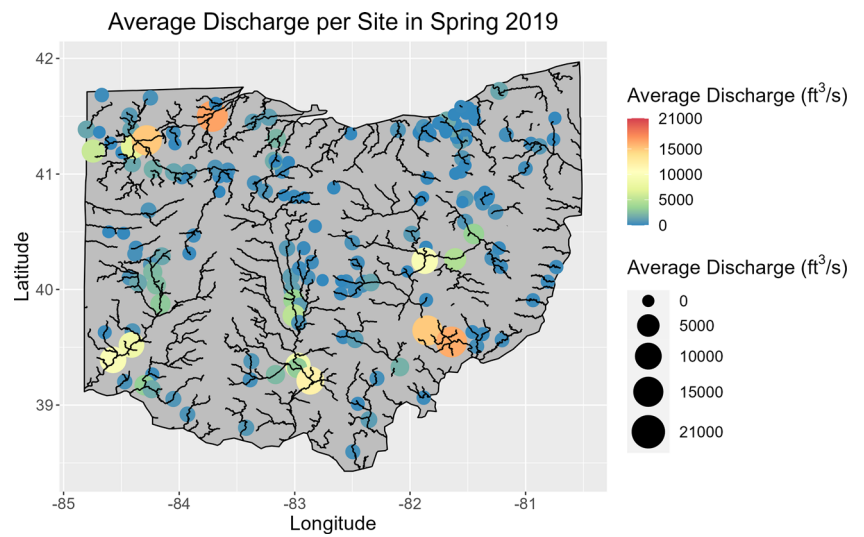 Average Discharge per Site in Spring 2019
42
41
40
39
Latitude
-85 -84 -83 -82 -81
Longitude
Average Discharge (ft³/s)
21000
15000
10000
5000
0
Average Discharge (ft³/s)
0
5000
10000
15000
21000